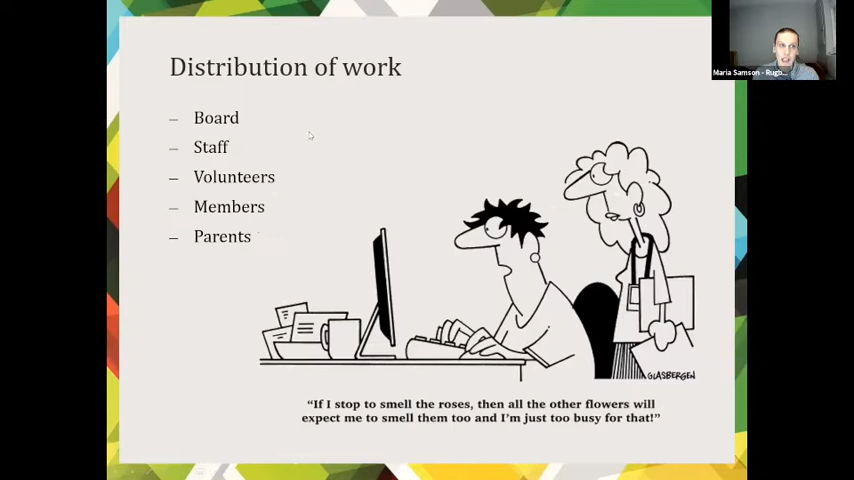 Distribution of work
– Board
– Staff
– Volunteers
– Members
– Parents
Maria Samson - Rugb...
GLASBERGEN
“If I stop to smell the roses, then all the other flowers will
expect me to smell them too and I’m just too busy for that!”